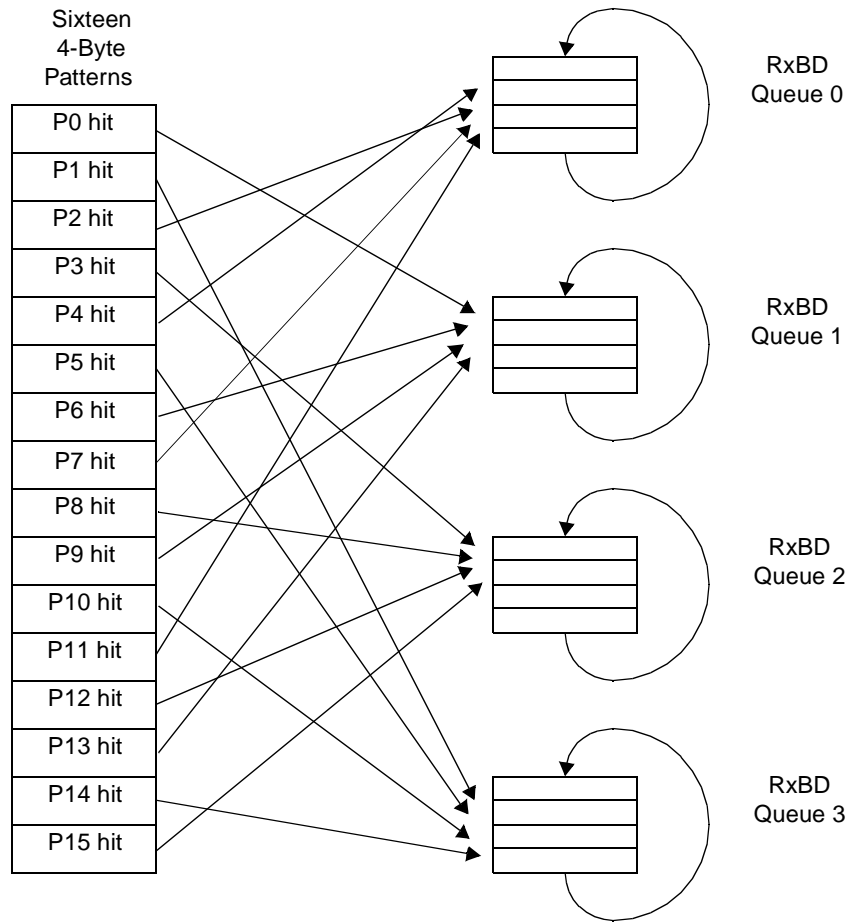 Sixteen
4-Byte
Patterns
P0 hit
P1 hit
P2 hit
P3 hit
P4 hit
P5 hit
P6 hit
P7 hit
P8 hit
P9 hit
P10 hit
P11 hit
P12 hit
P13 hit
P14 hit
P15 hit
RxBD
Queue 0
RxBD
Queue 1
RxBD
Queue 2
RxBD
Queue 3